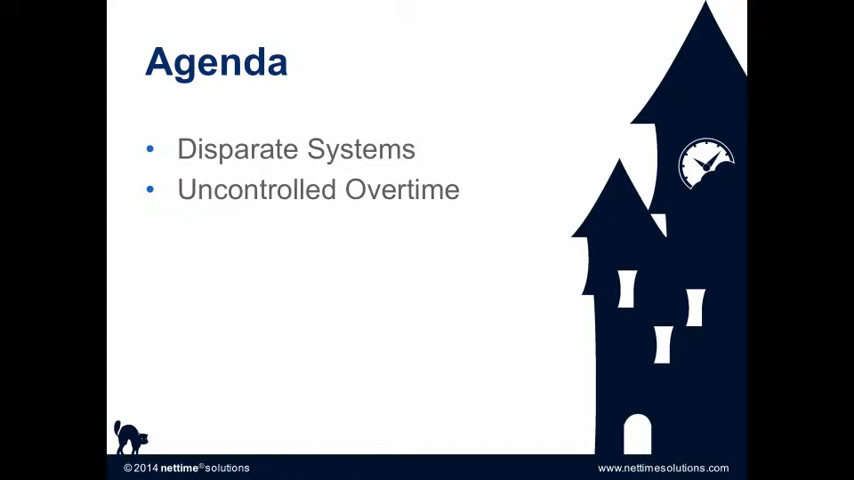 Agenda
• Disparate Systems
• Uncontrolled Overtime
©2014 nettime®solutions
www.nettimesolutions.com